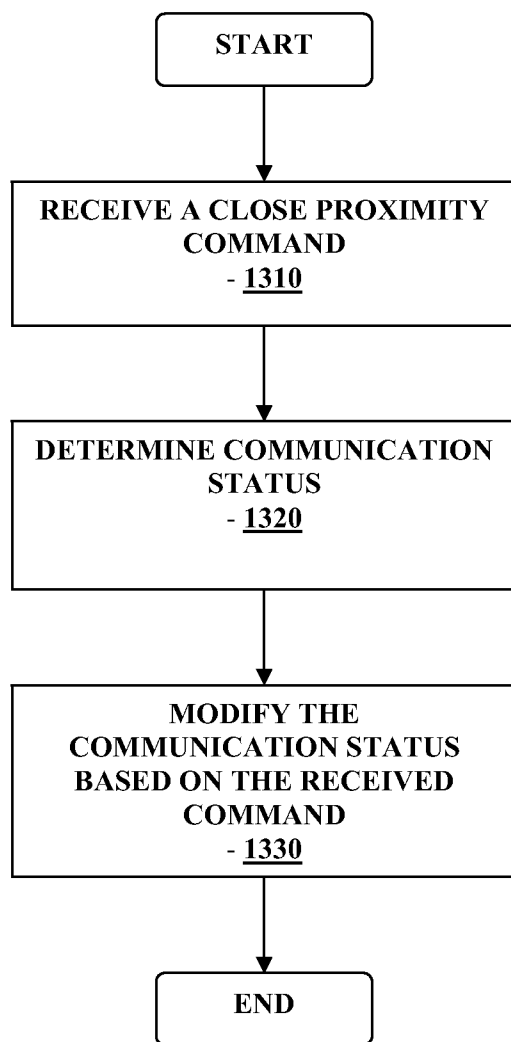 START
RECEIVE A CLOSE PROXIMITY
COMMAND
- 1310
DETERMINE COMMUNICATION
STATUS
- 1320
MODIFY THE
COMMUNICATION STATUS
BASED ON THE RECEIVED
COMMAND
- 1330
END